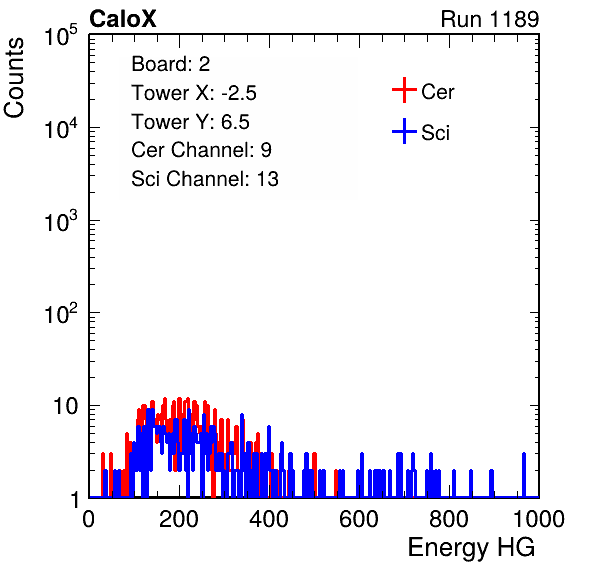 CaloX Run 1189
Board: 2
Tower X: -2.5
Tower Y: 6.5
Cer Channel: 9
Sci Channel: 13
Cer
Sci
Counts
10^5
10^4
10^3
10^2
10
1
0 200 400 600 800 1000
Energy HG